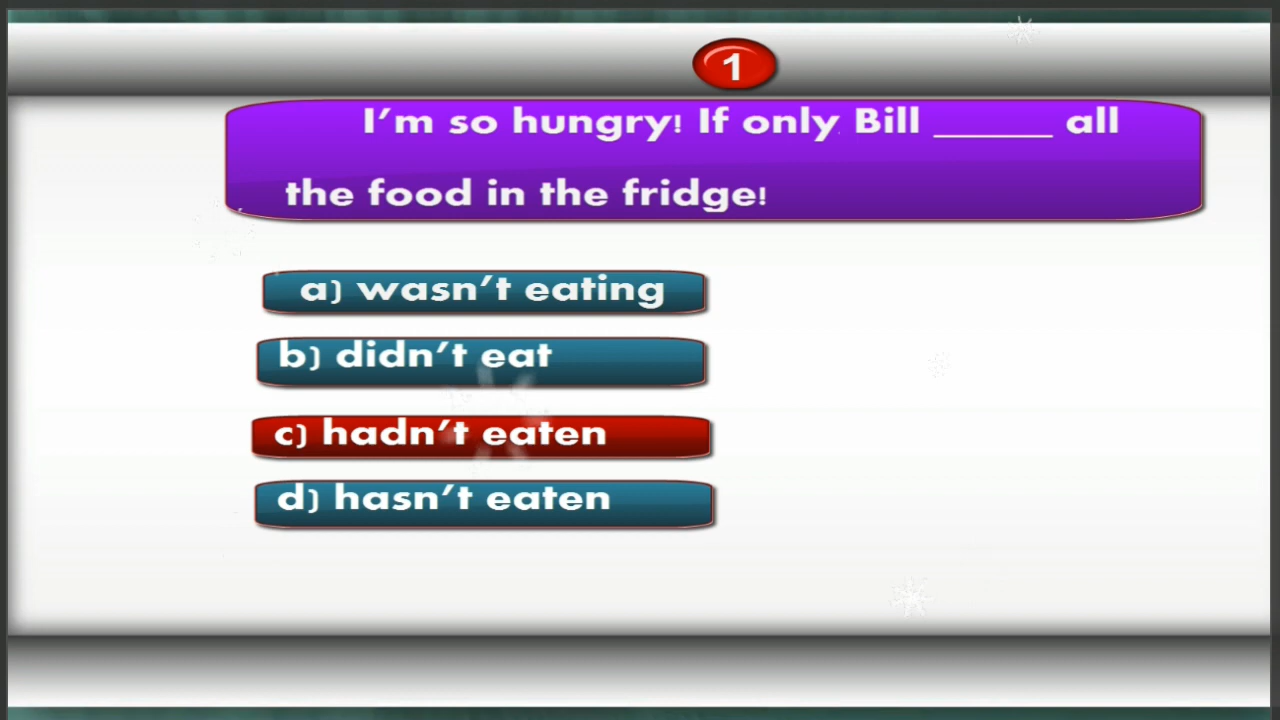 1
I’m so hungry! If only Bill ______ all
the food in the fridge!
a) wasn’t eating
b) didn’t eat
c) hadn’t eaten
d) hasn’t eaten